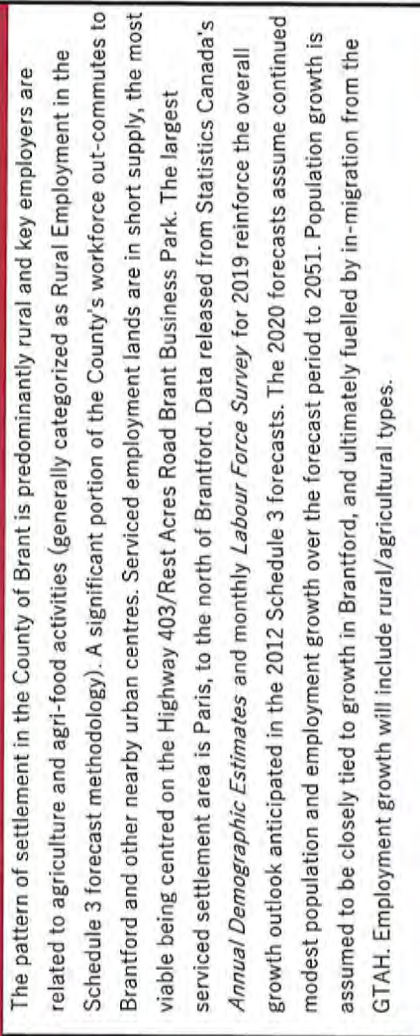 The pattern of settlement in the County of Brant is predominantly rural and key employers are
related to agriculture and agri-food activities (generally categorized as Rural Employment in the
Schedule 3 forecast methodology). A significant portion of the County's workforce out-commutes to
Brantford and other nearby urban centres. Serviced employment lands are in short supply, the most
viable being centred on the Highway 403/Rest Acres Road Brant Business Park. The largest
serviced settlement area is Paris, to the north of Brantford. Data released from Statistics Canada's
Annual Demographic Estimates and monthly Labour Force Survey for 2019 reinforce the overall
growth outlook anticipated in the 2012 Schedule 3 forecasts. The 2020 forecasts assume continued
modest population and employment growth over the forecast period to 2051. Population growth is
assumed to be closely tied to growth in Brantford, and ultimately fuelled by in-migration from the
GTAH. Employment growth will include rural/agricultural types.